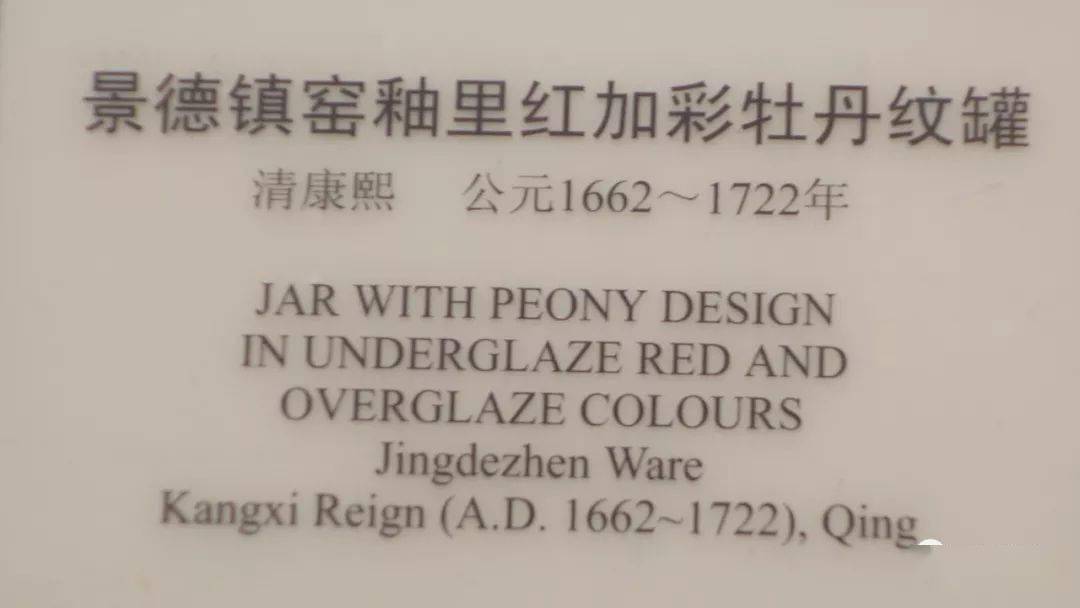 景德镇窑釉里红加彩牡丹纹罐
清康熙 公元1662～1722年
JAR WITH PEONY DESIGN
IN UNDERGLAZE RED AND
OVERGLAZE COLOURS
Jingdezhen Ware
Kangxi Reign (A.D. 1662~1722), Qing